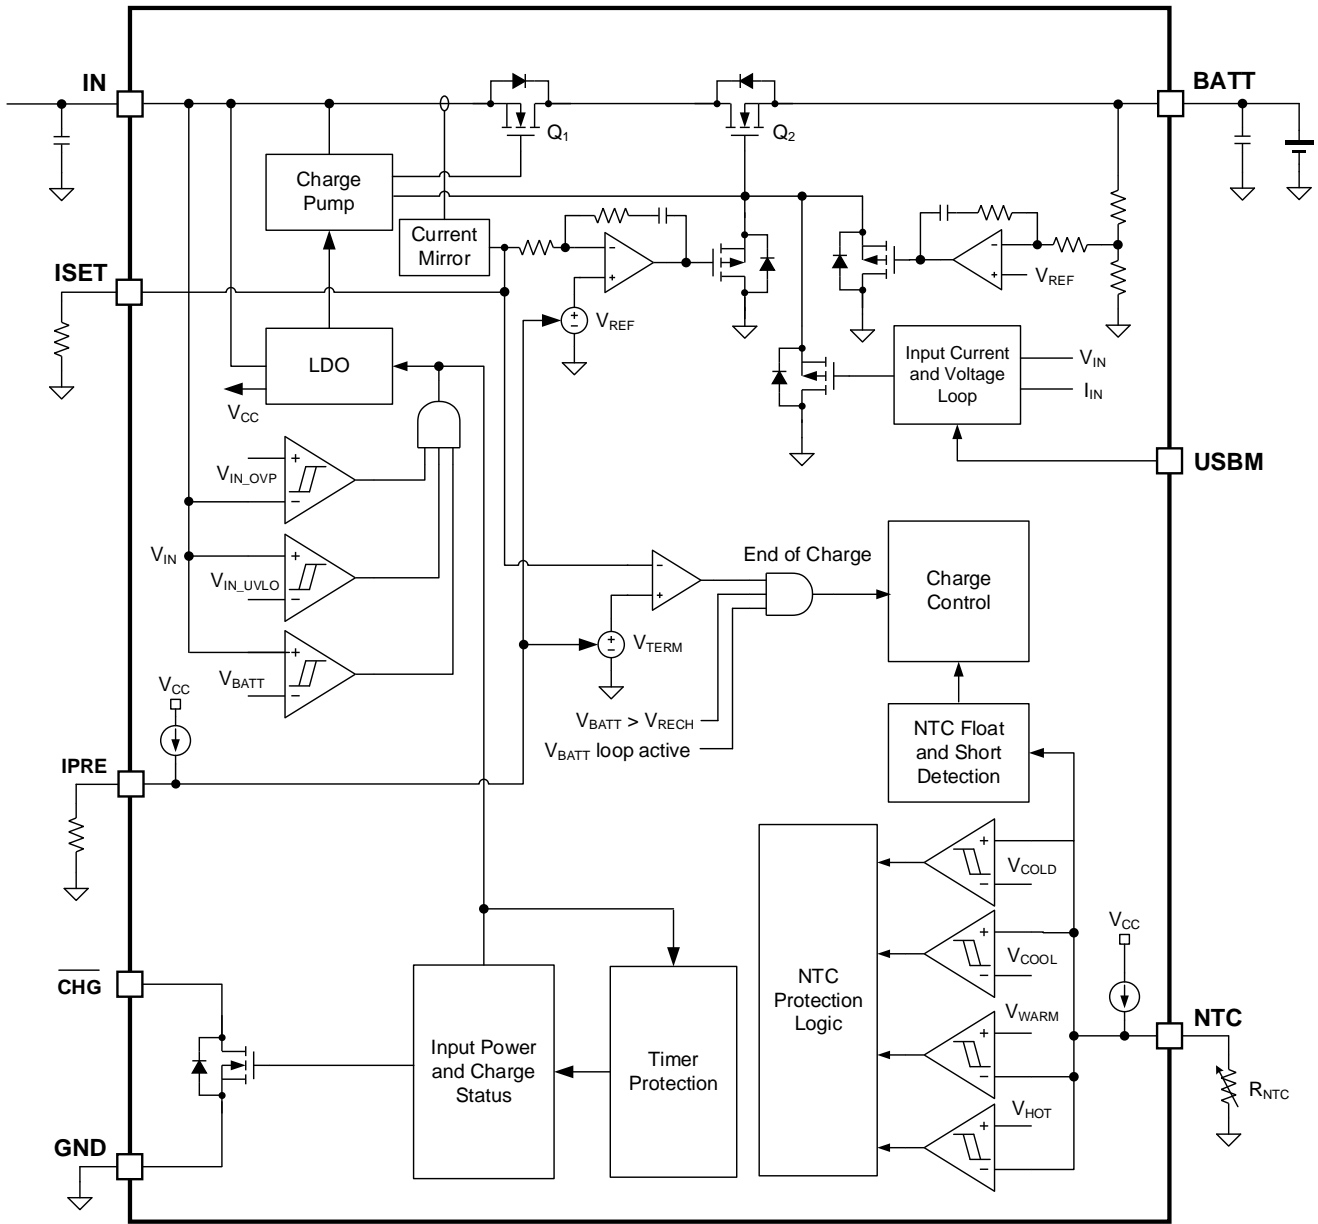 IN
BATT
Q1
Q2
Charge
Pump
Current
Mirror
ISET
VREF
VREF
LDO
VCC
Input Current
and Voltage
Loop
VIN
IIN
USBM
VIN_OVP
VIN
VIN_UVLO
VBATT
End of Charge
Charge
Control
VTERM
VBATT > VRECH
VBATT loop active
VCC
IPRE
NTC Float
and Short
Detection
VCOLD
VCOOL
VWARM
VHOT
NTC
Protection
Logic
VCC
NTC
RNTC
CHG
Input Power
and Charge
Status
Timer
Protection
GND